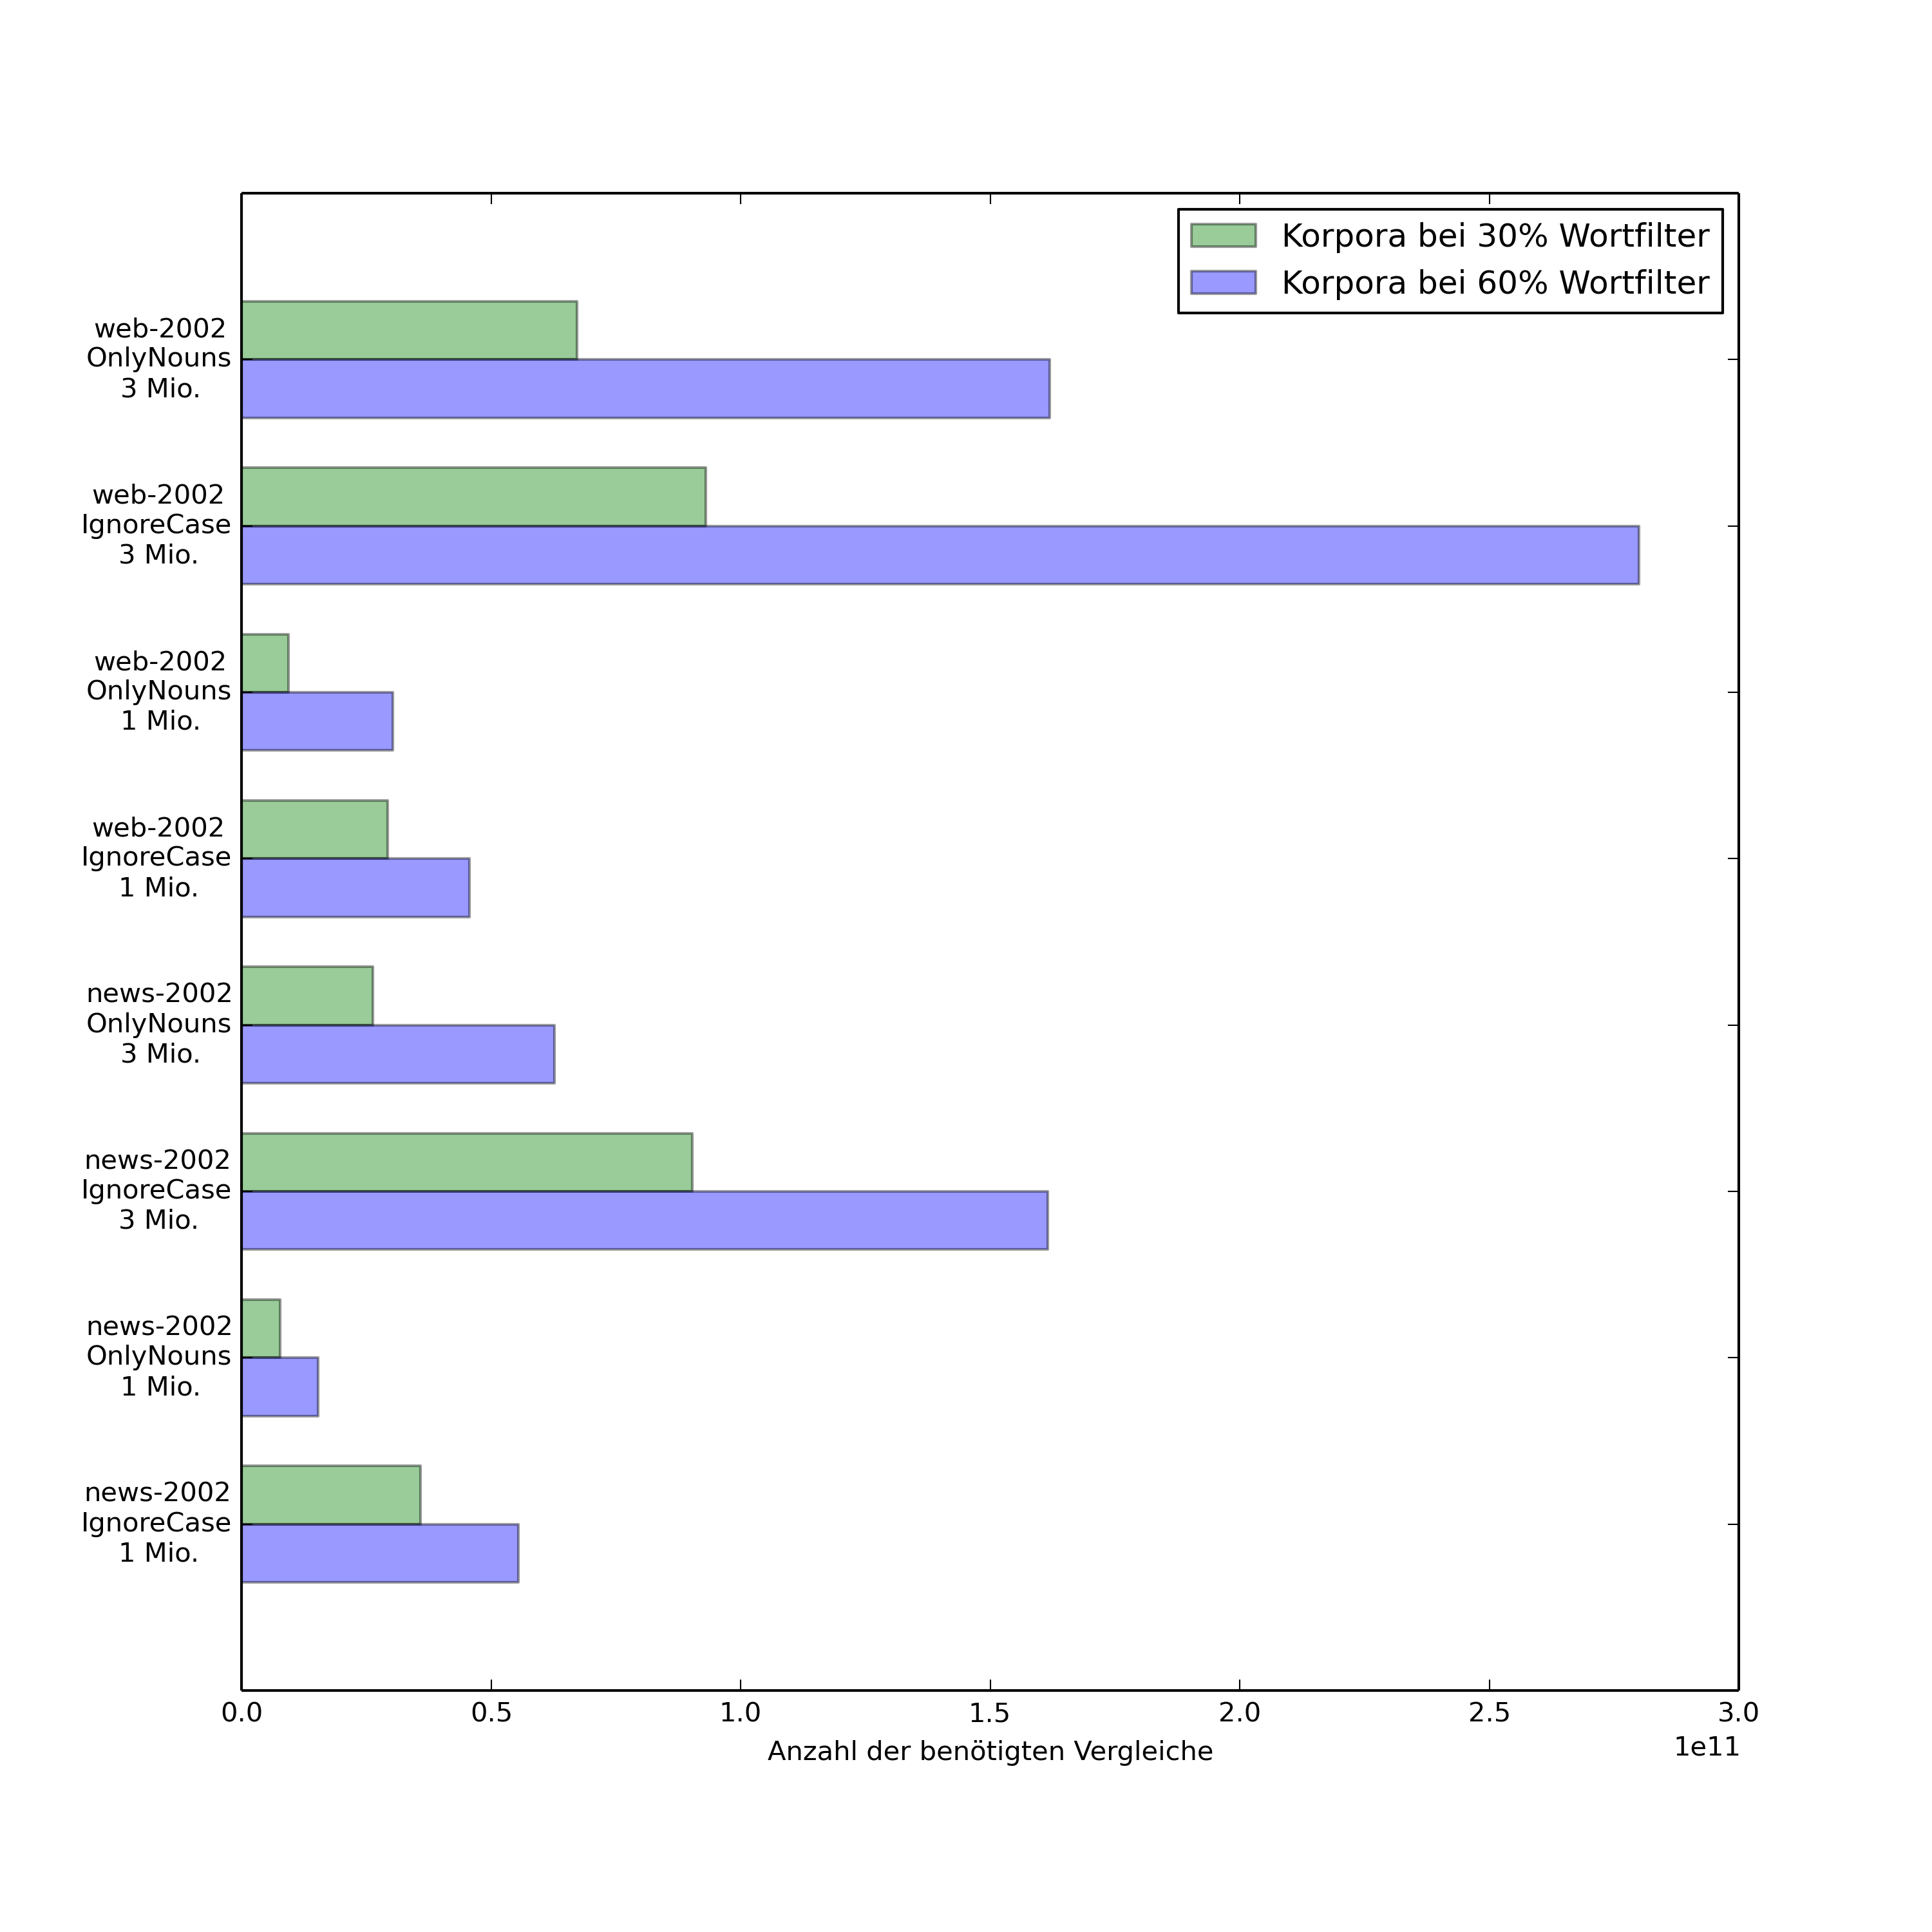 Korpora bei 30% Wortfilter
Korpora bei 60% Wortfilter
web-2002
OnlyNouns
3 Mio.
web-2002
IgnoreCase
3 Mio.
web-2002
OnlyNouns
1 Mio.
web-2002
IgnoreCase
1 Mio.
news-2002
OnlyNouns
3 Mio.
news-2002
IgnoreCase
3 Mio.
news-2002
OnlyNouns
1 Mio.
news-2002
IgnoreCase
1 Mio.
0.0 0.5 1.0 1.5 2.0 2.5 3.0
1e11
Anzahl der benötigten Vergleiche